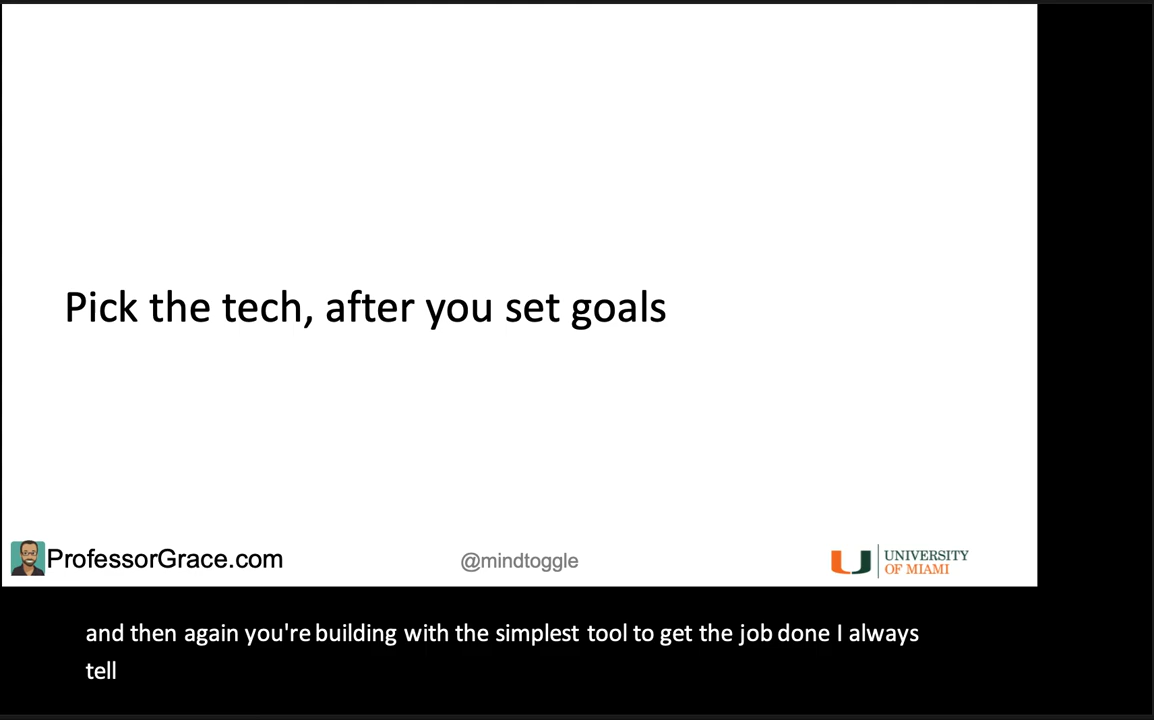 Pick the tech, after you set goals
ProfessorGrace.com
@mindtoggle
UNIVERSITY
OF MIAMI
and then again you're building with the simplest tool to get the job done I always
tell